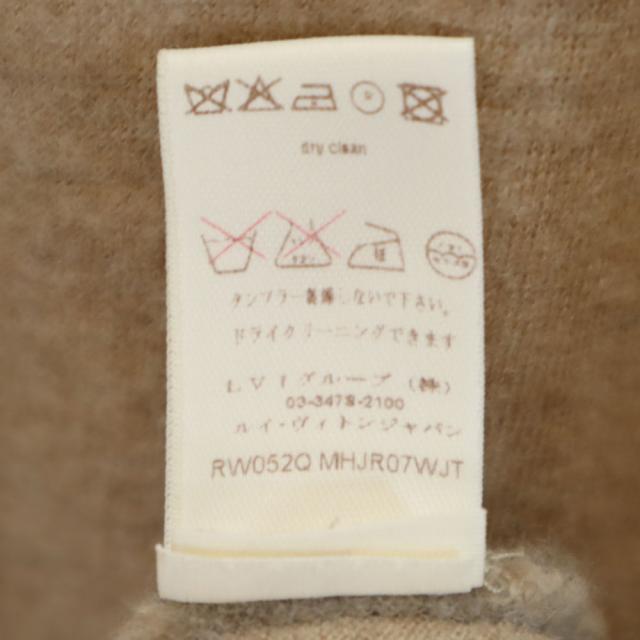 dry clean
タンブラー乾燥しないで下さい。
ドライクリーニングできます
LVJグループ (株)
03-3478-2100
ルイ・ヴィトンジャパン
RW052Q MHJR07WJT